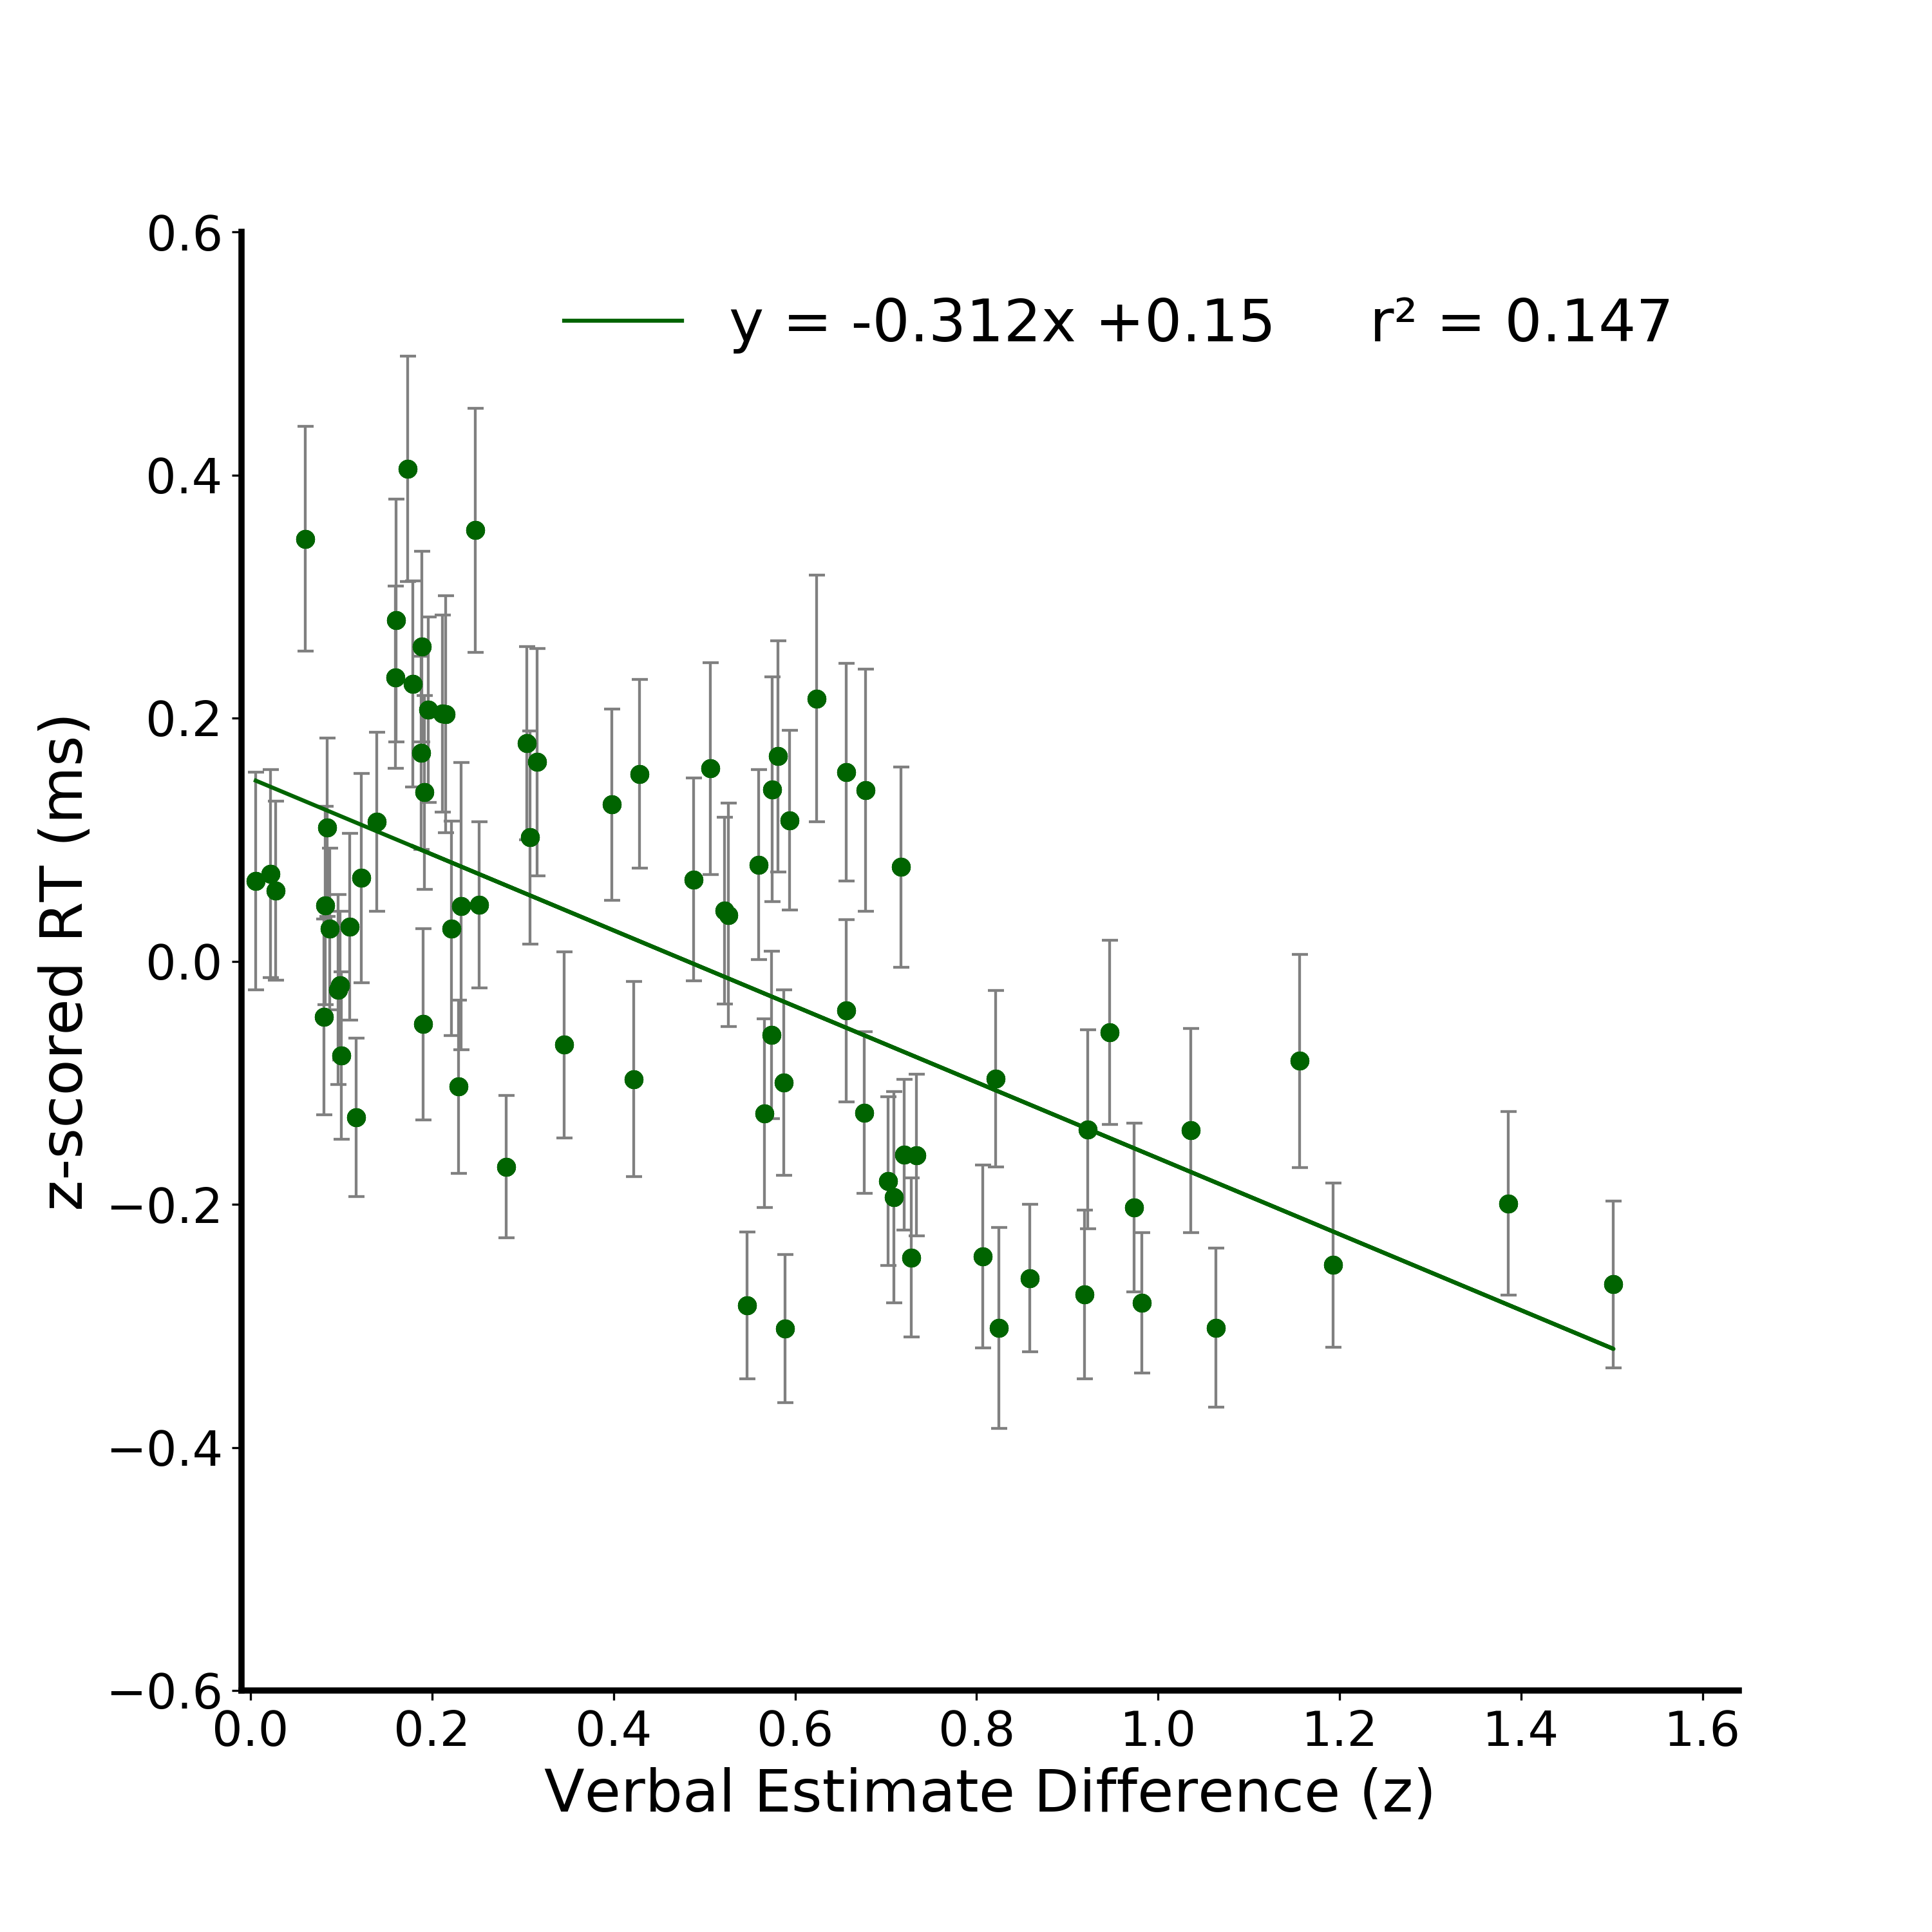 y = -0.312x +0.15 r² = 0.147
z-scored RT (ms)
0.6
0.4
0.2
0.0
−0.2
−0.4
−0.6
0.0 0.2 0.4 0.6 0.8 1.0 1.2 1.4 1.6
Verbal Estimate Difference (z)